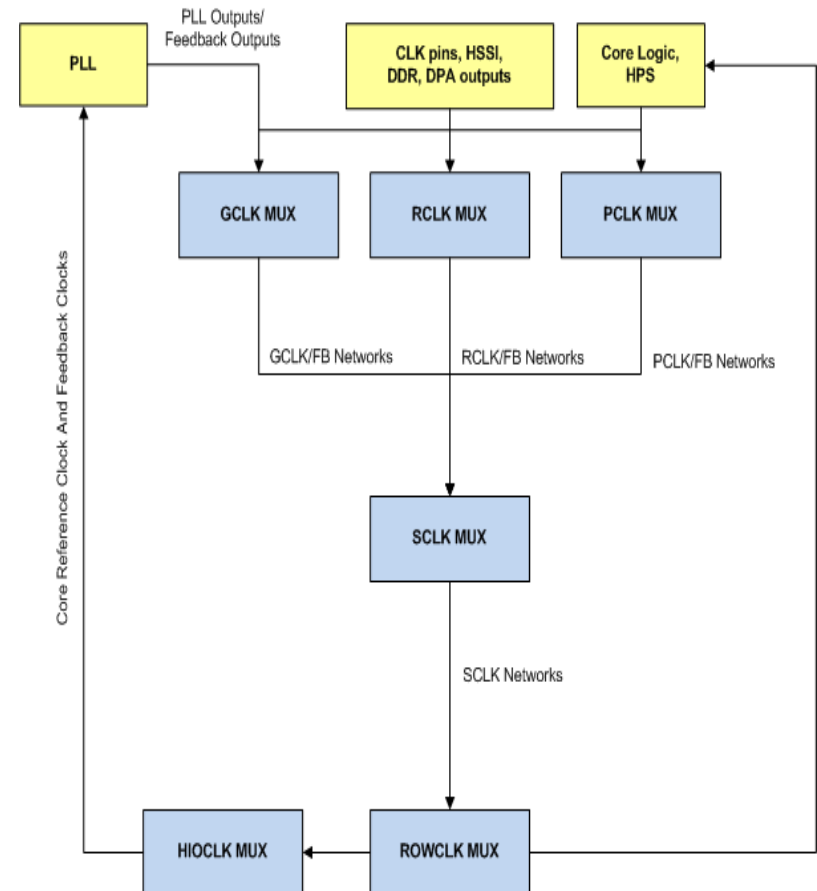 PLL Outputs/
Feedback Outputs
PLL
CLK pins, HSSI,
DDR, DPA outputs
Core Logic,
HPS
GCLK MUX
RCLK MUX
PCLK MUX
Core Reference Clock And Feedback Clocks
GCLK/FB Networks
RCLK/FB Networks
PCLK/FB Networks
SCLK MUX
SCLK Networks
HIOCLK MUX
ROWCLK MUX